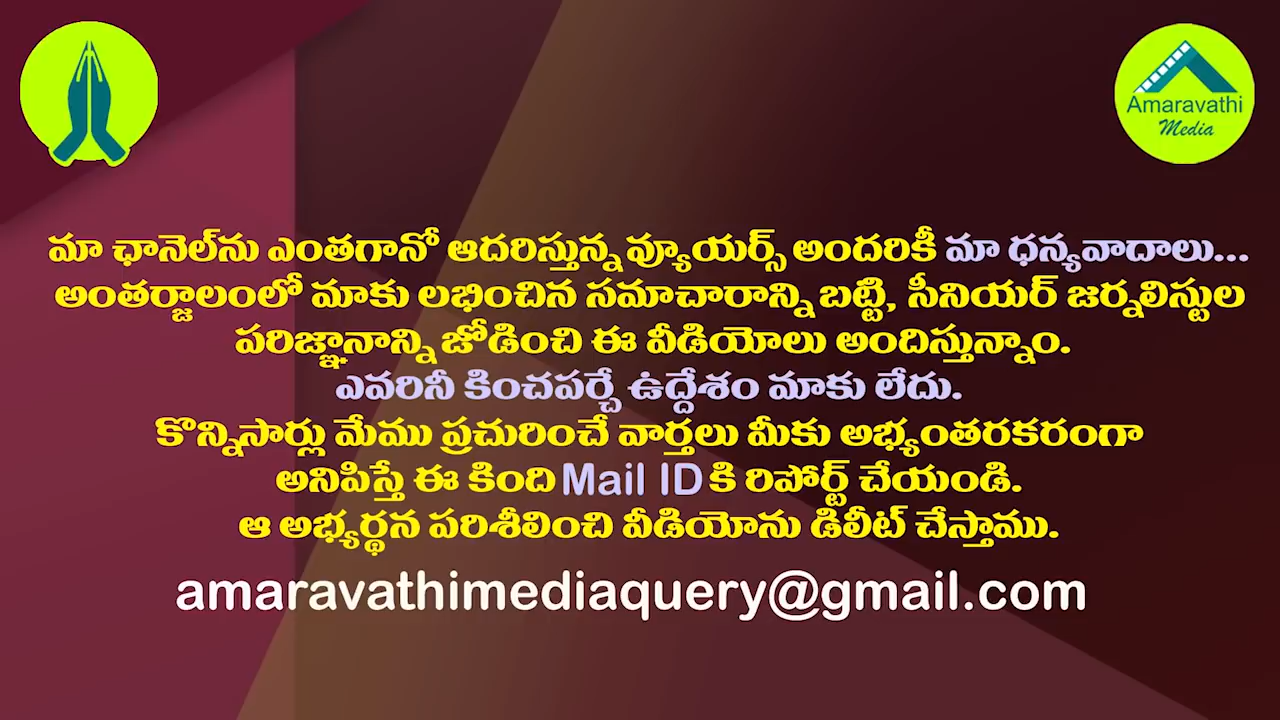 Amaravathi
Media
మా ఛానెల్‌ను ఎంతగానో ఆదరిస్తున్న వ్యూయర్స్ అందరికీ మా ధన్యవాదాలు...
అంతర్జాలంలో మాకు లభించిన సమాచారాన్ని బట్టి, సీనియర్ జర్నలిస్టుల
పరిజ్ఞానాన్ని జోడించి ఈ వీడియోలు అందిస్తున్నాం.
ఎవరినీ కించపర్చే ఉద్దేశం మాకు లేదు.
కొన్నిసార్లు మేము ప్రచురించే వార్తలు మీకు అభ్యంతరకరంగా
అనిపిస్తే ఈ కింది Mail ID కి రిపోర్ట్ చేయండి.
ఆ అభ్యర్థన పరిశీలించి వీడియోను డిలీట్ చేస్తాము.
amaravathimediaquery@gmail.com